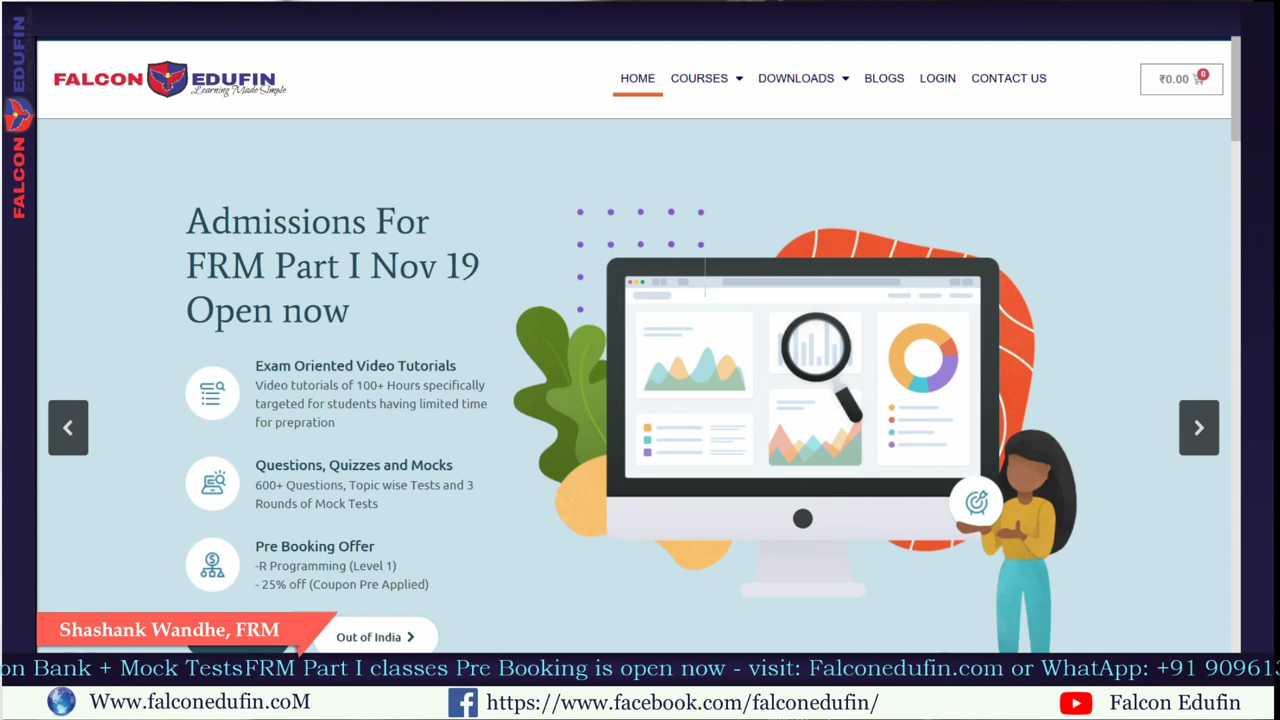 FALCON EDUFIN
FALCON EDUFIN
Learning Made Simple
HOME COURSES DOWNLOADS BLOGS LOGIN CONTACT US
₹0.00 0
Admissions For
FRM Part I Nov 19
Open now
Exam Oriented Video Tutorials
Video tutorials of 100+ Hours specifically
targeted for students having limited time
for prepration
Questions, Quizzes and Mocks
600+ Questions, Topic wise Tests and 3
Rounds of Mock Tests
Pre Booking Offer
-R Programming (Level 1)
- 25% off (Coupon Pre Applied)
Shashank Wandhe, FRM
Out of India
on Bank + Mock TestsFRM Part I classes Pre Booking is open now - visit: Falconedufin.com or WhatApp: +91 90961
Www.falconedufin.coM
https://www.facebook.com/falconedufin/
Falcon Edufin